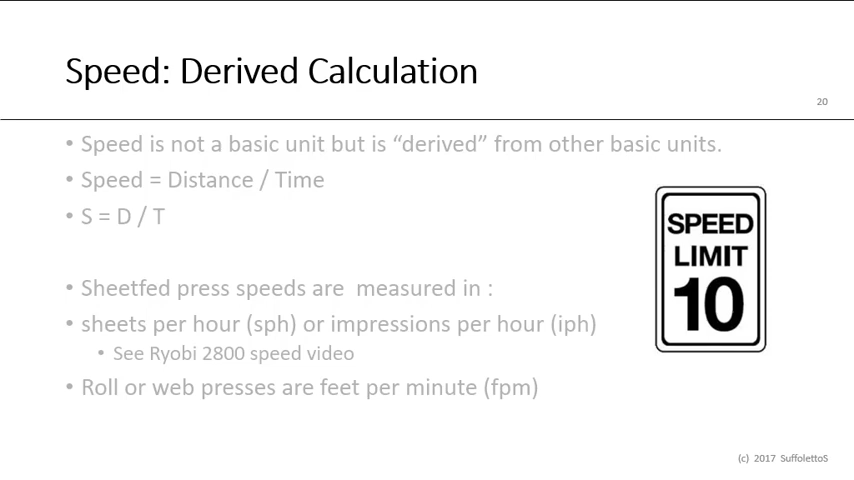 Speed: Derived Calculation
20
• Speed is not a basic unit but is “derived” from other basic units.
• Speed = Distance / Time
• S = D / T
SPEED
LIMIT
10
• Sheetfed press speeds are  measured in :
• sheets per hour (sph) or impressions per hour (iph)
• See Ryobi 2800 speed video
• Roll or web presses are feet per minute (fpm)
(c) 2017 SuffolettoS